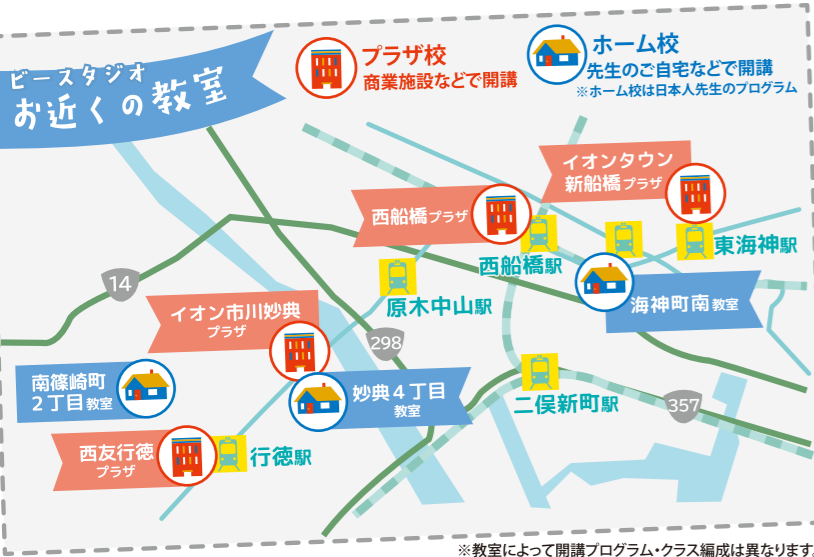 ビースタジオ
お近くの教室
プラザ校
商業施設などで開講
ホーム校
先生のご自宅などで開講
※ホーム校は日本人先生のプログラム
イオンタウン
新船橋プラザ
西船橋プラザ
西船橋駅
東海神駅
原木中山駅
海神町南教室
14
イオン市川妙典
プラザ
298
南篠崎町
2丁目教室
妙典4丁目
教室
二俣新町駅
357
西友行徳
プラザ
行徳駅
※教室によって開講プログラム・クラス編成は異なります。